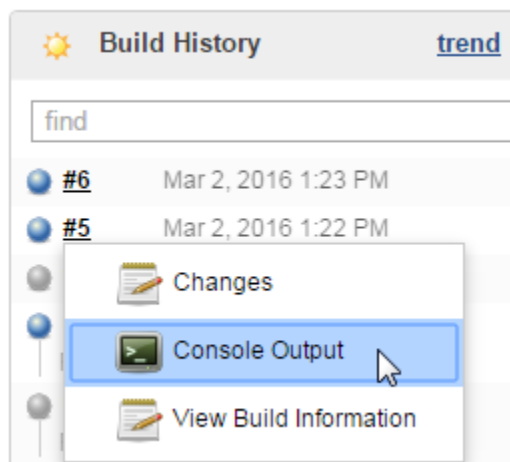 Build History trend
find
#6 Mar 2, 2016 1:23 PM
#5 Mar 2, 2016 1:22 PM
Changes
Console Output
View Build Information